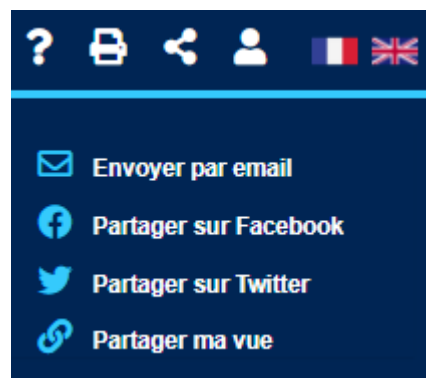 ?
Envoyer par email
Partager sur Facebook
Partager sur Twitter
Partager ma vue